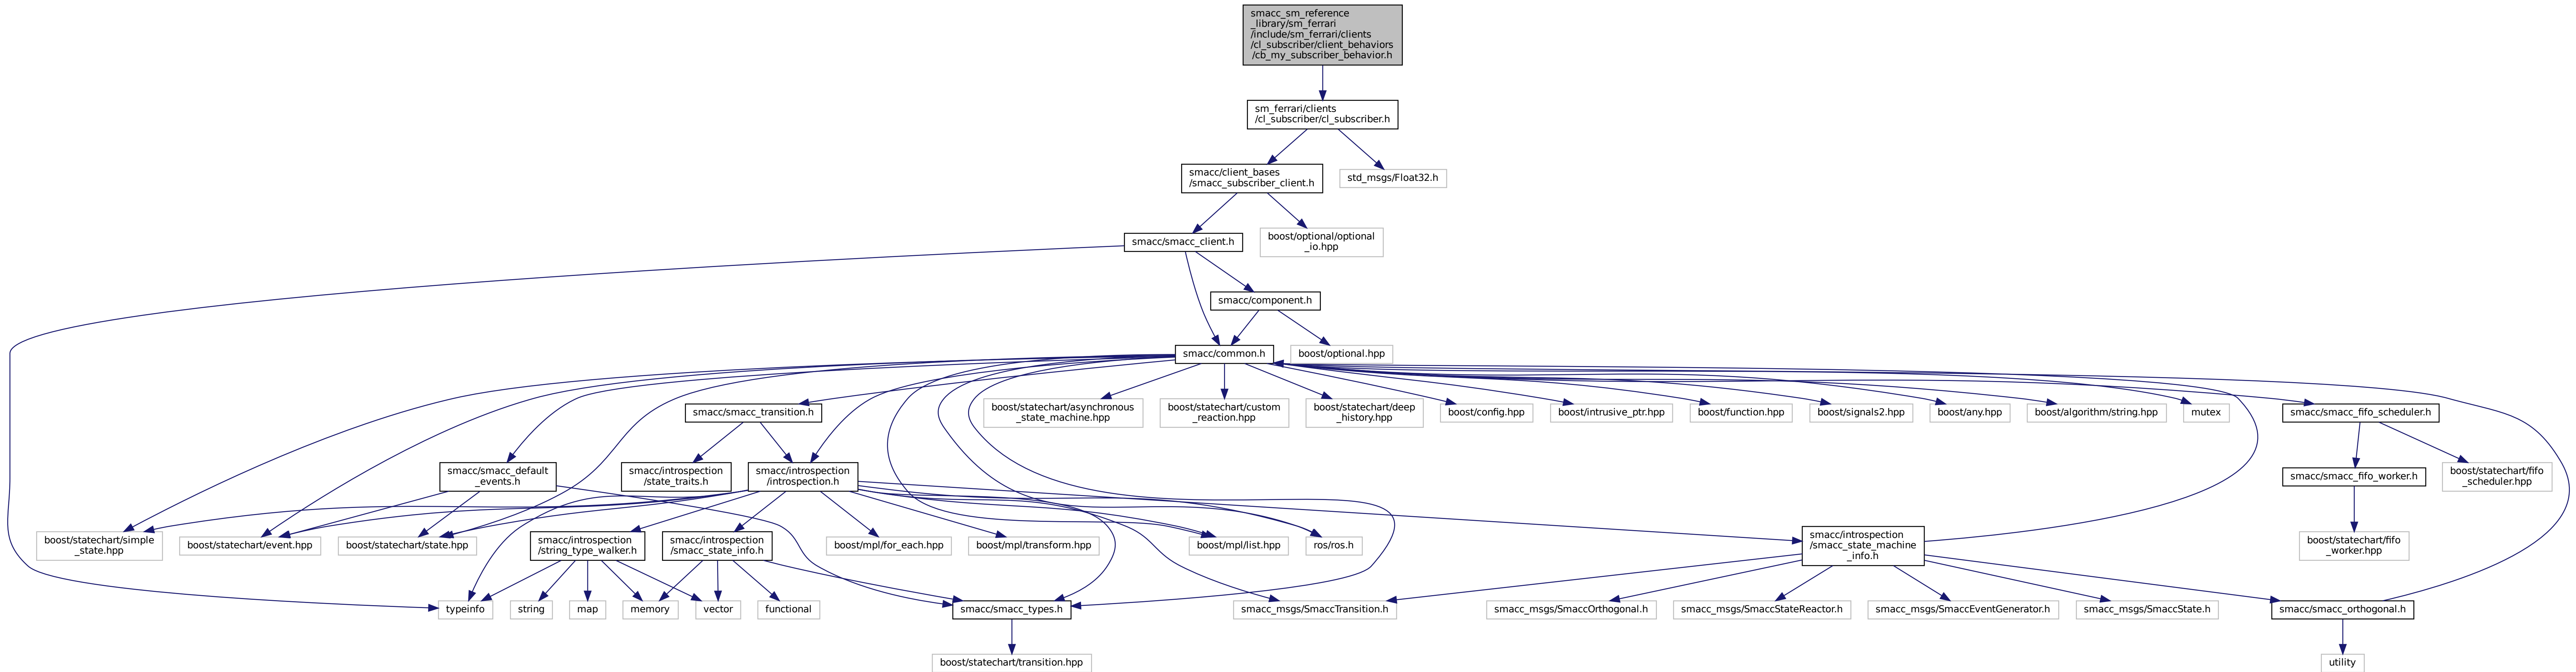 smacc_sm_reference
_library/sm_ferrari
/include/sm_ferrari/clients
/cl_subscriber/client_behaviors
/cb_my_subscriber_behavior.h
sm_ferrari/clients
/cl_subscriber/cl_subscriber.h
smacc/client_bases
/smacc_subscriber_client.h
std_msgs/Float32.h
smacc/smacc_client.h
boost/optional/optional
_io.hpp
smacc/component.h
smacc/common.h
boost/optional.hpp
smacc/smacc_transition.h
boost/statechart/asynchronous
_state_machine.hpp
boost/statechart/custom
_reaction.hpp
boost/statechart/deep
_history.hpp
boost/config.hpp
boost/intrusive_ptr.hpp
boost/function.hpp
boost/signals2.hpp
boost/any.hpp
boost/algorithm/string.hpp
mutex
smacc/smacc_fifo_scheduler.h
smacc/smacc_default
_events.h
smacc/introspection
/state_traits.h
smacc/introspection
/introspection.h
smacc/smacc_fifo_worker.h
boost/statechart/fifo
_scheduler.hpp
boost/statechart/simple
_state.hpp
boost/statechart/event.hpp
boost/statechart/state.hpp
smacc/introspection
/string_type_walker.h
smacc/introspection
/smacc_state_info.h
boost/mpl/for_each.hpp
boost/mpl/transform.hpp
boost/mpl/list.hpp
ros/ros.h
smacc/introspection
/smacc_state_machine
_info.h
boost/statechart/fifo
_worker.hpp
typeinfo
string
map
memory
vector
functional
smacc/smacc_types.h
smacc_msgs/SmaccTransition.h
smacc_msgs/SmaccOrthogonal.h
smacc_msgs/SmaccStateReactor.h
smacc_msgs/SmaccEventGenerator.h
smacc_msgs/SmaccState.h
smacc/smacc_orthogonal.h
boost/statechart/transition.hpp
utility